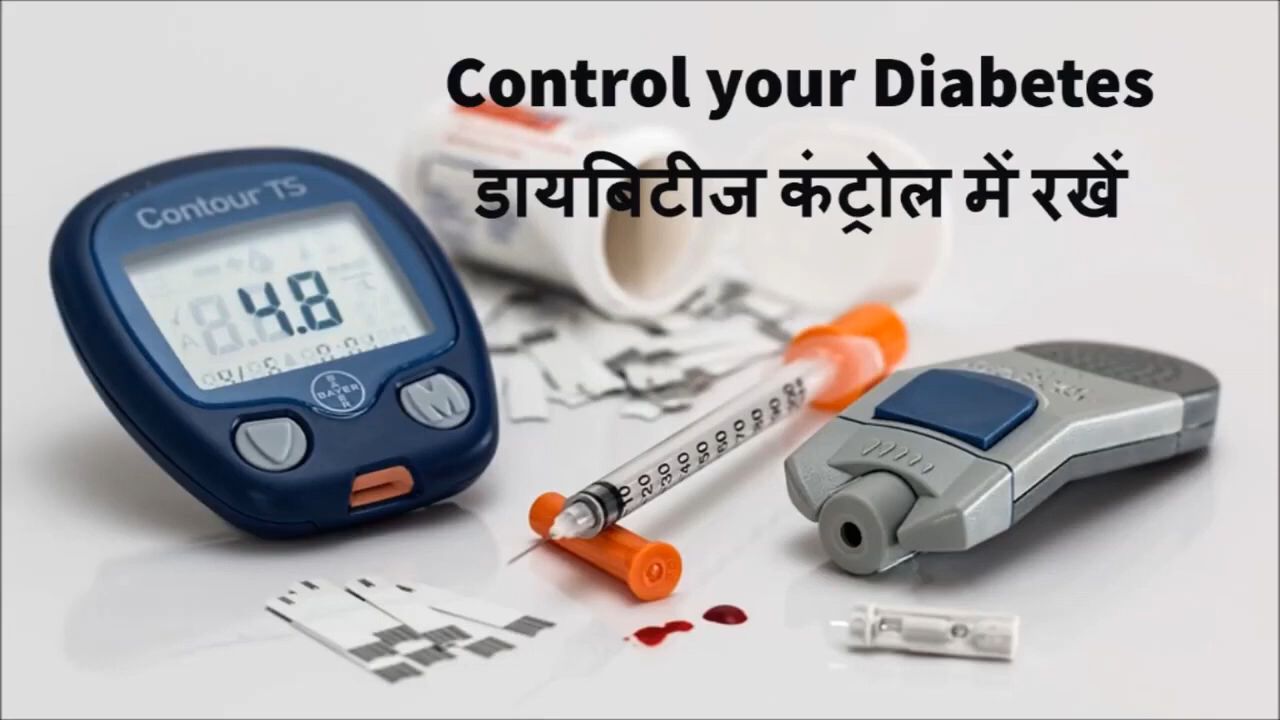 Control your Diabetes
डायबिटीज कंट्रोल में रखें
Contour TS
4.8
BAYER
M
10 20 30 40 50 60 70 80 90 100